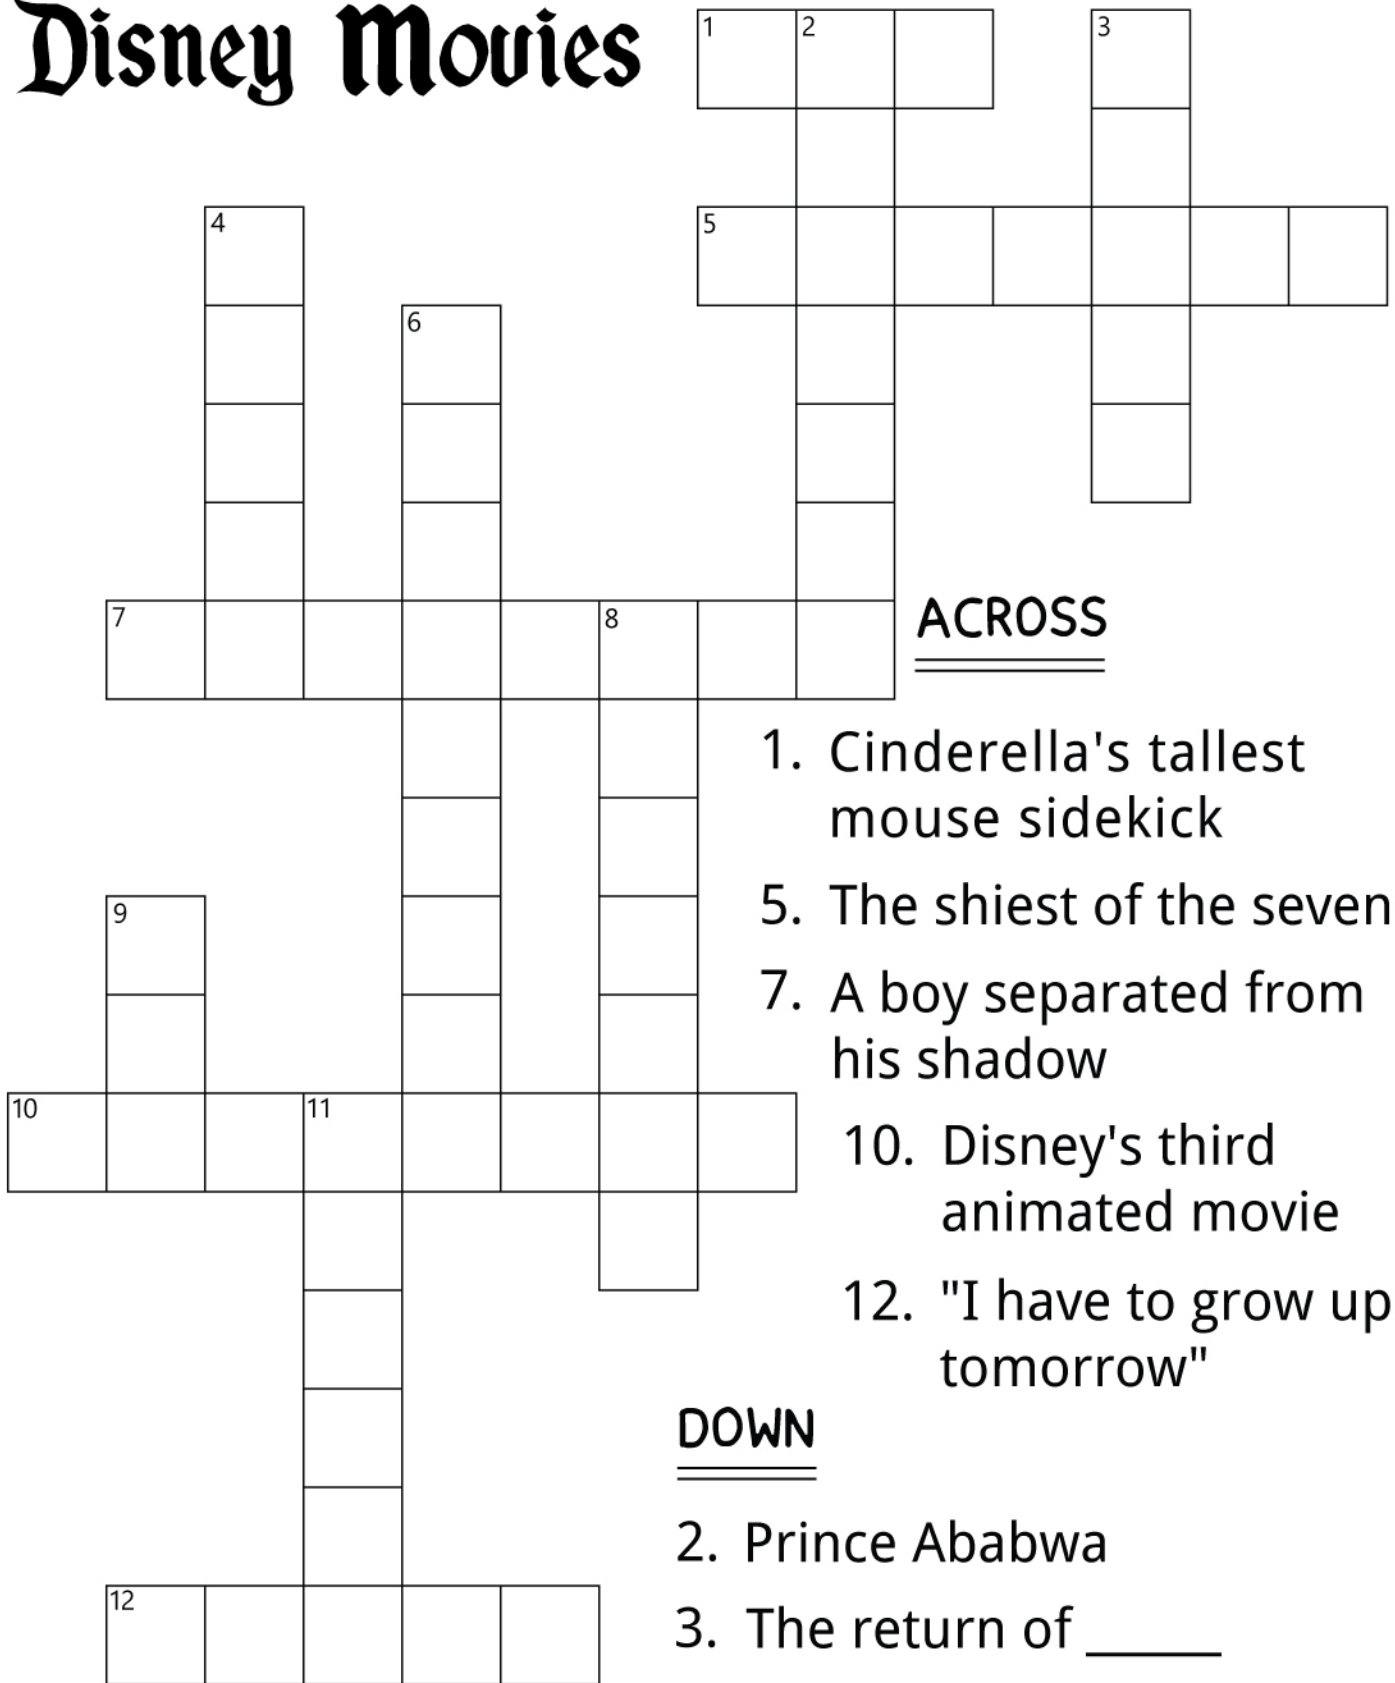 Disney Movies
1 2 3
4 5
6
7 8
ACROSS
1. Cinderella's tallest
mouse sidekick
5. The shiest of the seven
7. A boy separated from
his shadow
9
10 11
10. Disney's third
animated movie
12. "I have to grow up
tomorrow"
DOWN
2. Prince Ababwa
12
3. The return of _____